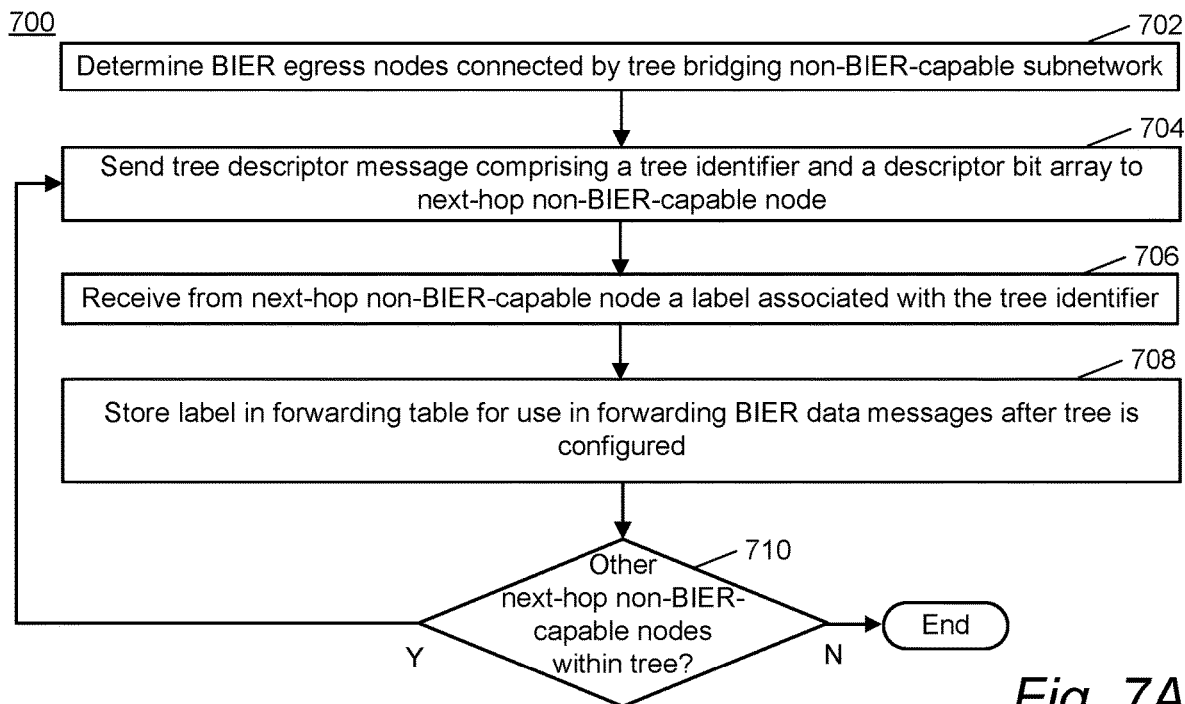 700
702
Determine BIER egress nodes connected by tree bridging non-BIER-capable subnetwork
704
Send tree descriptor message comprising a tree identifier and a descriptor bit array to
next-hop non-BIER-capable node
706
Receive from next-hop non-BIER-capable node a label associated with the tree identifier
708
Store label in forwarding table for use in forwarding BIER data messages after tree is
configured
710
Other
next-hop non-BIER-
capable nodes
within tree?
Y
N
End
Fig. 7A